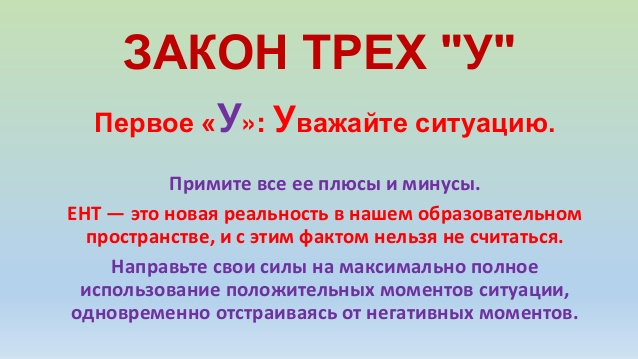 ЗАКОН ТРЕХ "У"
Первое «У»: Уважайте ситуацию.
Примите все ее плюсы и минусы.
ЕНТ — это новая реальность в нашем образовательном
пространстве, и с этим фактом нельзя не считаться.
Направьте свои силы на максимально полное
использование положительных моментов ситуации,
одновременно отстраиваясь от негативных моментов.